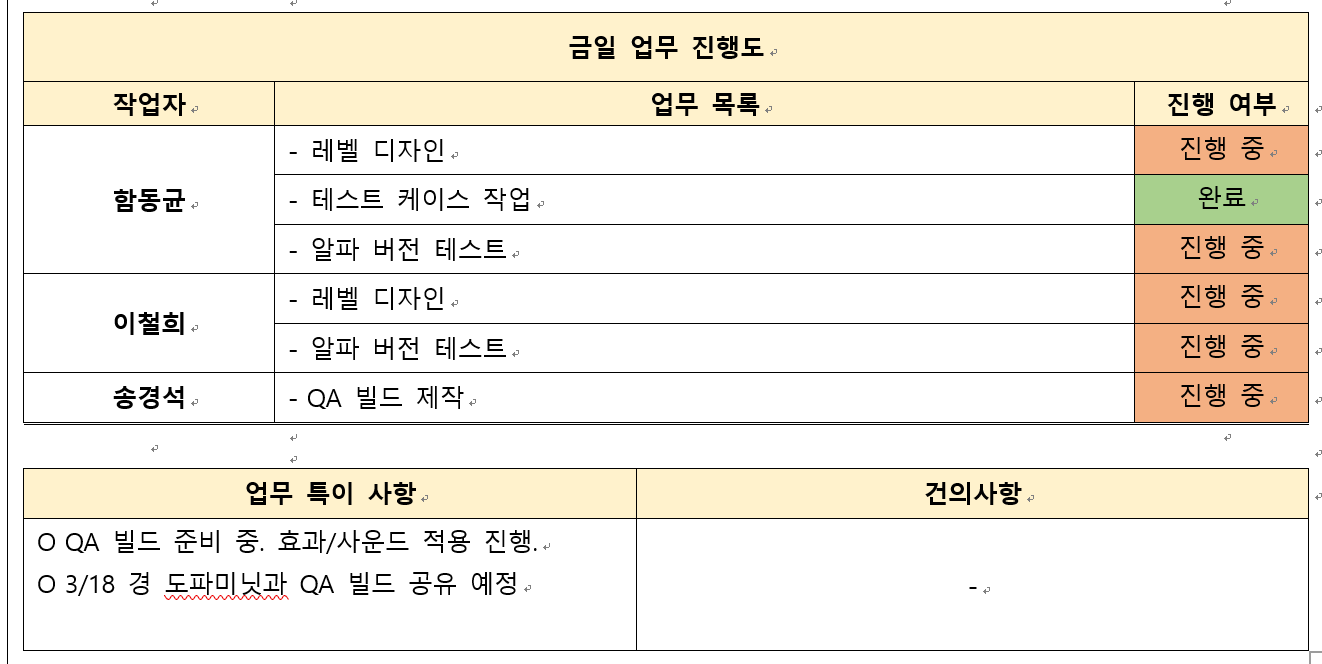 금일 업무 진행도
작업자 업무 목록 진행 여부
함동균
- 레벨 디자인 진행 중
- 테스트 케이스 작업 완료
- 알파 버전 테스트 진행 중
이철희
- 레벨 디자인 진행 중
- 알파 버전 테스트 진행 중
송경석 - QA 빌드 제작 진행 중
업무 특이 사항 건의사항
O QA 빌드 준비 중. 효과/사운드 적용 진행.
O 3/18 경 도파미닛과 QA 빌드 공유 예정
-